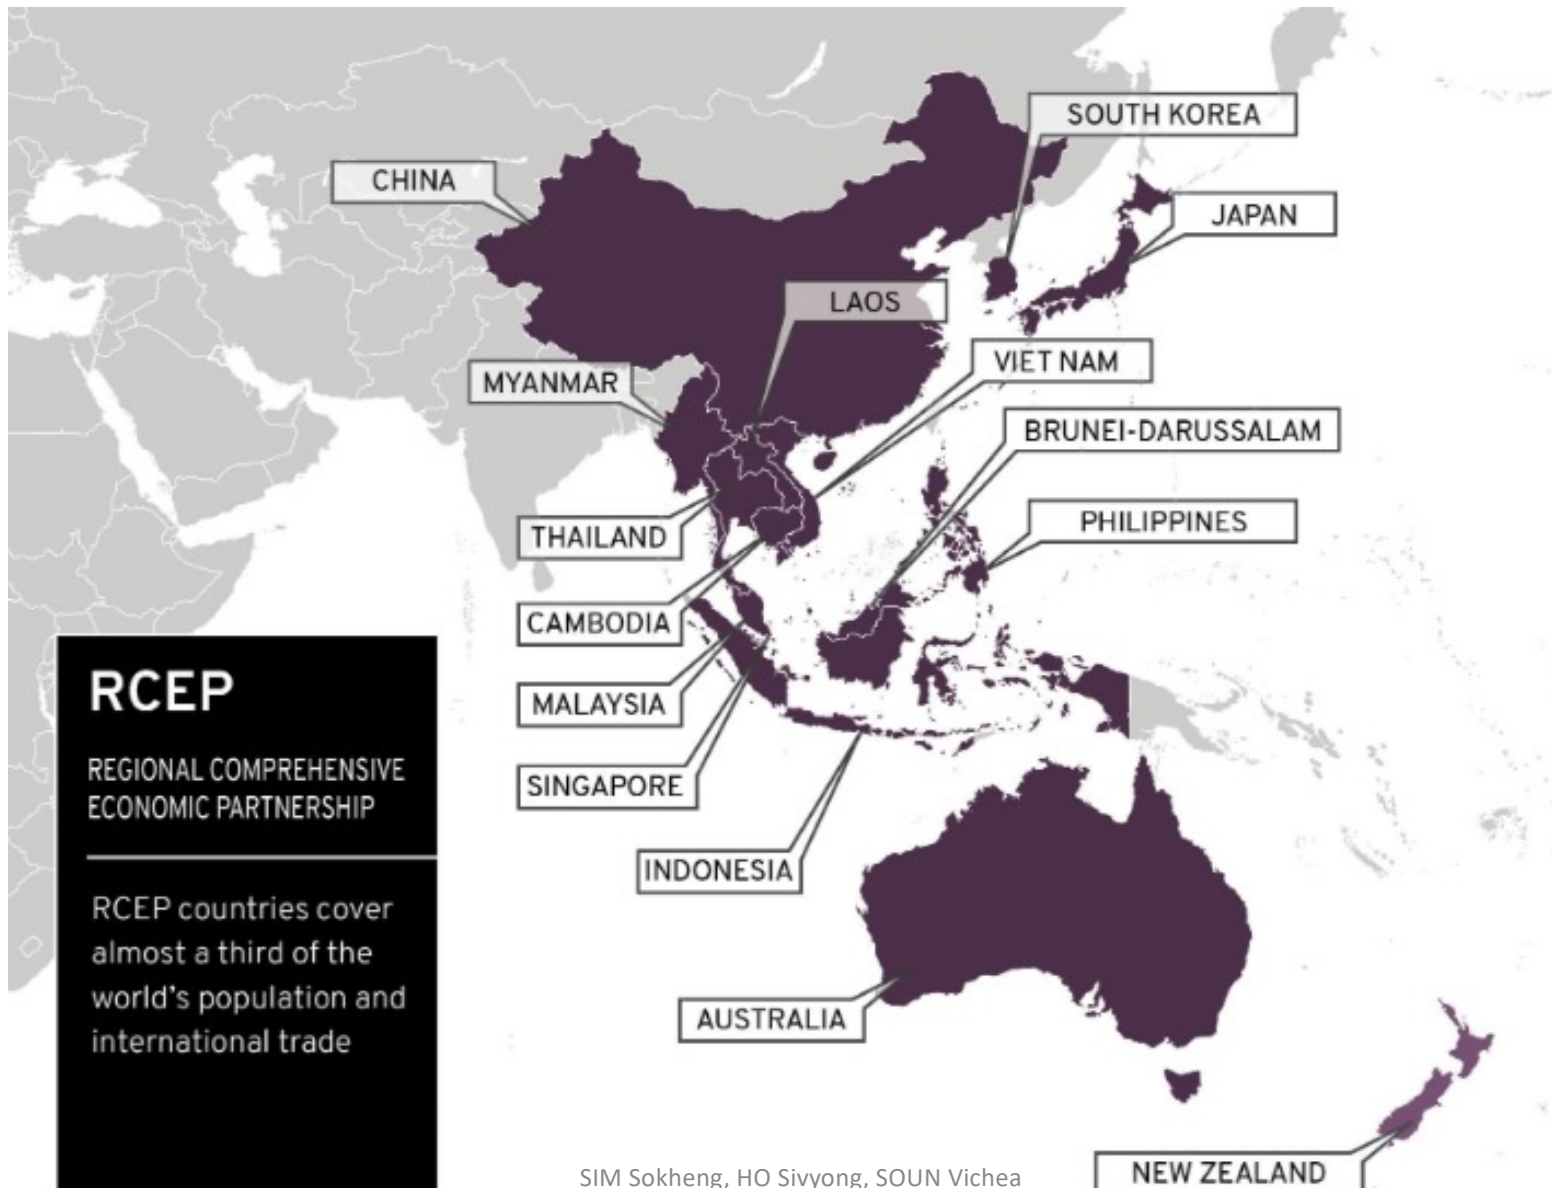 SOUTH KOREA
CHINA
JAPAN
LAOS
VIET NAM
MYANMAR
BRUNEI-DARUSSALAM
PHILIPPINES
THAILAND
CAMBODIA
MALAYSIA
SINGAPORE
INDONESIA
AUSTRALIA
NEW ZEALAND
RCEP
REGIONAL COMPREHENSIVE
ECONOMIC PARTNERSHIP
RCEP countries cover
almost a third of the
world's population and
international trade
SIM Sokheng, HO Sivyong, SOUN Vichea